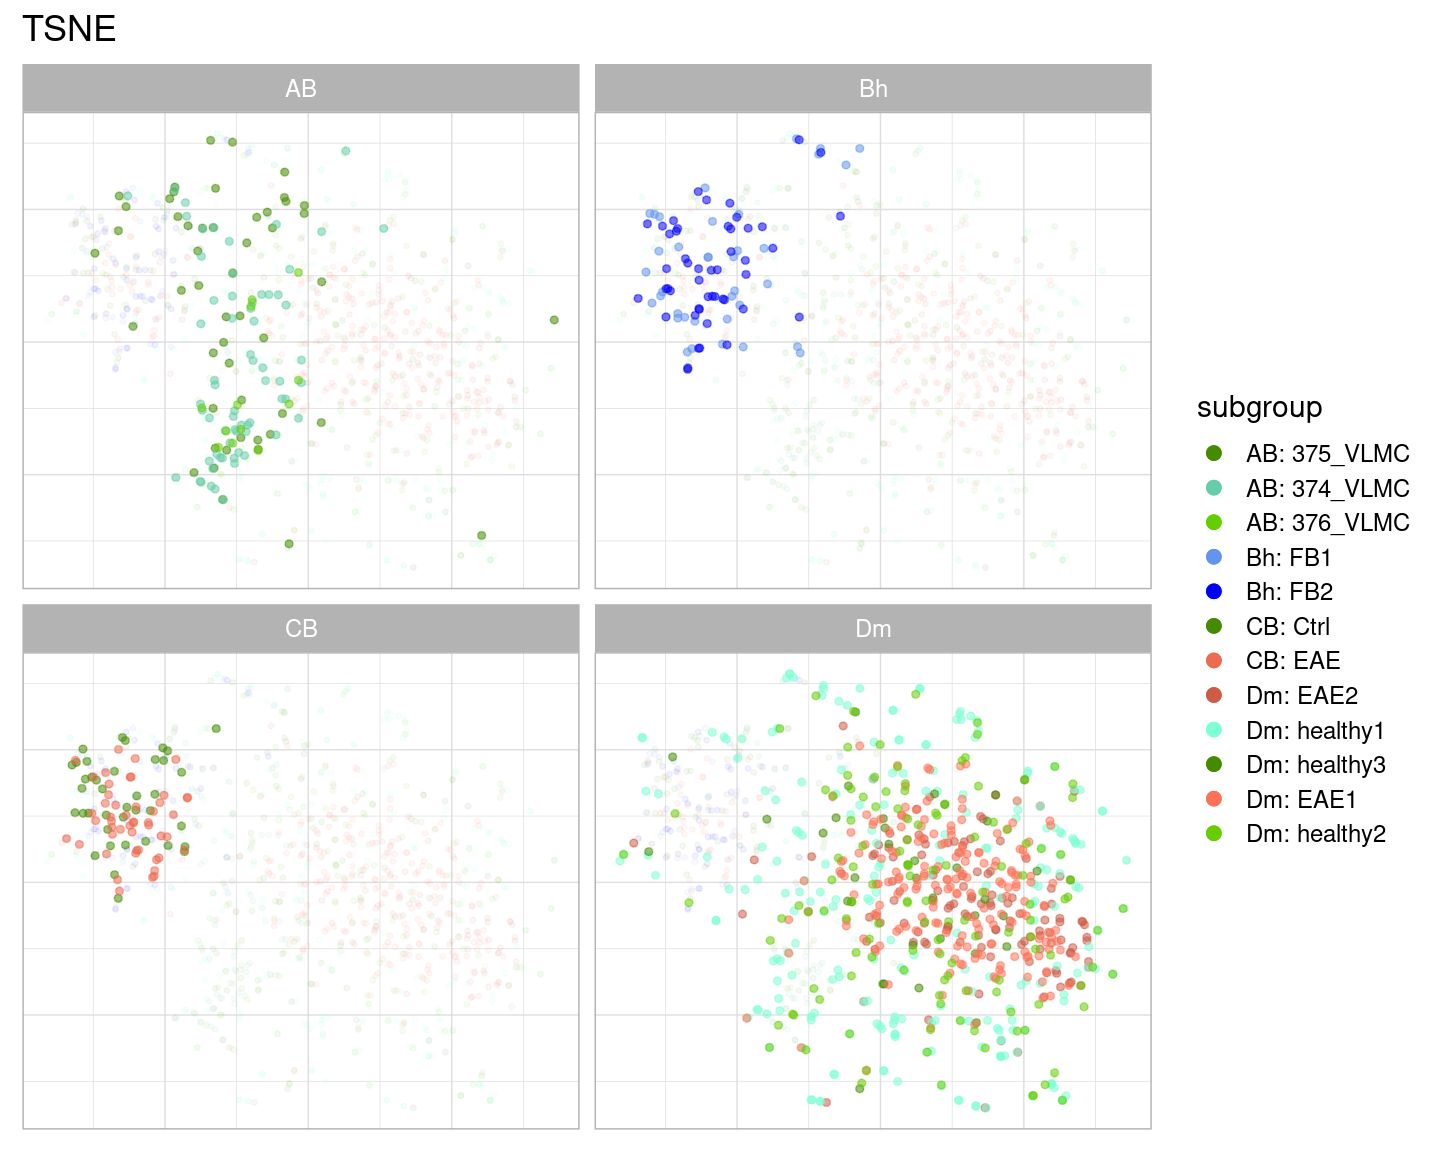 TSNE
AB
Bh
CB
Dm
subgroup
AB: 375_VLMC
AB: 374_VLMC
AB: 376_VLMC
Bh: FB1
Bh: FB2
CB: Ctrl
CB: EAE
Dm: EAE2
Dm: healthy1
Dm: healthy3
Dm: EAE1
Dm: healthy2